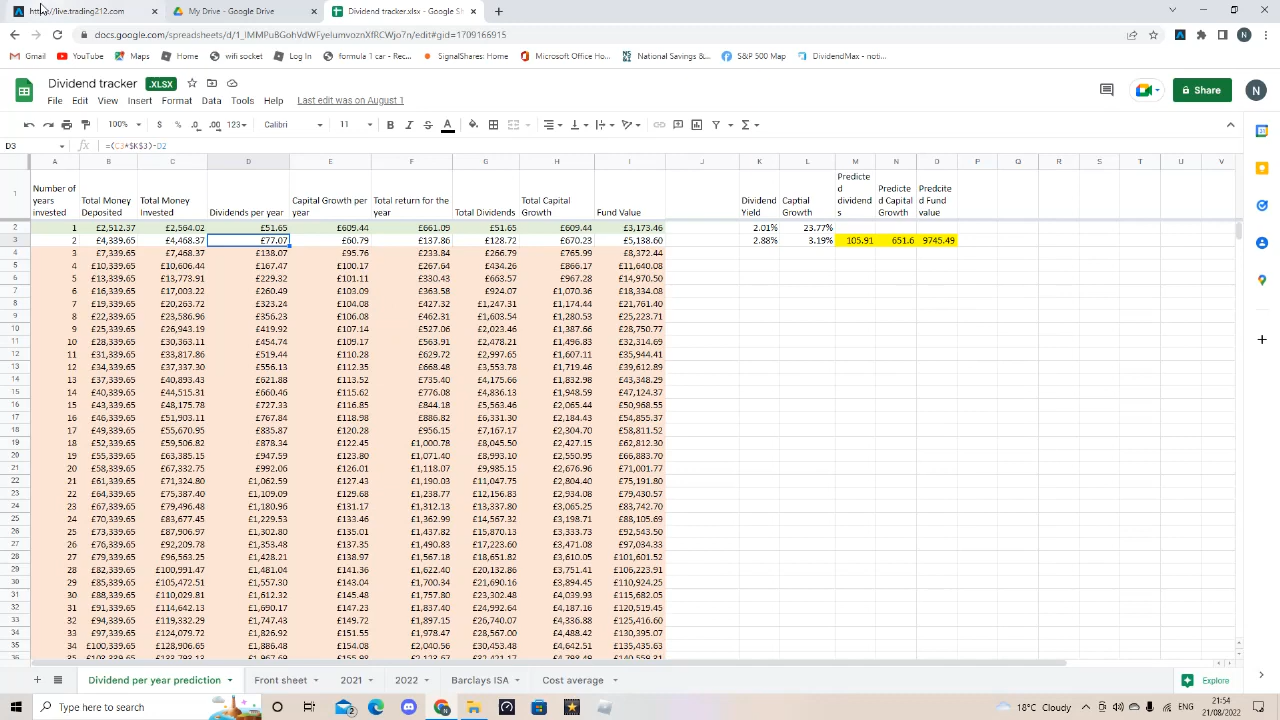 https://live.trading212.com
My Drive - Google Drive
Dividend tracker.xlsx - Google Sh
docs.google.com/spreadsheets/d/1_lMMPuBGohVdWFyelumvoznXfRCWjo7n/edit#gid=1709166915
Gmail YouTube Maps Home wifi socket Log In formula 1 car - Rec... SignalShares: Home Microsoft Office Ho... National Savings &... S&P 500 Map DividendMax - noti...
Dividend tracker .XLSX
File Edit View Insert Format Data Tools Help Last edit was on August 1
Share
N
100% $ % .0 .00 123 Calibri 11 B I S A
D3 fx =(C3*$K$3)-D2
A B C D E F G H I J K L M N O P Q R S T U V
1 Number of years invested Total Money Deposited Total Money Invested Dividends per year Capital Growth per year Total return for the year Total Dividends Total Capital Growth Fund Value Dividend Yield Captial Growth Predicted dividends Predicted Capital Growth Predcited Fund value
2 1 £2,512.37 £2,564.02 £51.65 £609.44 £661.09 £51.65 £609.44 £3,173.46 2.01% 23.77%
3 2 £4,339.65 £4,468.37 £77.07 £60.79 £137.86 £128.72 £670.23 £5,138.60 2.88% 3.19% 105.91 651.6 9745.49
4 3 £7,339.65 £7,468.37 £138.07 £95.76 £233.84 £266.79 £765.99 £8,372.44
5 4 £10,339.65 £10,606.44 £167.47 £100.17 £267.64 £434.26 £866.17 £11,640.08
6 5 £13,339.65 £13,773.91 £229.32 £101.11 £330.43 £663.57 £967.28 £14,970.50
7 6 £16,339.65 £17,003.22 £260.49 £103.09 £363.58 £924.07 £1,070.36 £18,334.08
8 7 £19,339.65 £20,263.72 £323.24 £104.08 £427.32 £1,247.31 £1,174.44 £21,761.40
9 8 £22,339.65 £23,586.96 £356.23 £106.08 £462.31 £1,603.54 £1,280.53 £25,223.71
10 9 £25,339.65 £26,943.19 £419.92 £107.14 £527.06 £2,023.46 £1,387.66 £28,750.77
11 10 £28,339.65 £30,363.11 £454.74 £109.17 £563.91 £2,478.21 £1,496.83 £32,314.69
12 11 £31,339.65 £33,817.86 £519.44 £110.28 £629.72 £2,997.65 £1,607.11 £35,944.41
13 12 £34,339.65 £37,337.30 £556.13 £112.35 £668.48 £3,553.78 £1,719.46 £39,612.89
14 13 £37,339.65 £40,893.43 £621.88 £113.52 £735.40 £4,175.66 £1,832.98 £43,348.29
15 14 £40,339.65 £44,515.31 £660.46 £115.62 £776.08 £4,836.13 £1,948.59 £47,124.37
16 15 £43,339.65 £48,175.78 £727.33 £116.85 £844.18 £5,563.46 £2,065.44 £50,968.55
17 16 £46,339.65 £51,903.11 £767.84 £118.98 £886.82 £6,331.30 £2,184.43 £54,855.37
18 17 £49,339.65 £55,670.95 £835.87 £120.28 £956.15 £7,167.17 £2,304.70 £58,811.52
19 18 £52,339.65 £59,506.82 £878.34 £122.45 £1,000.78 £8,045.50 £2,427.15 £62,812.30
20 19 £55,339.65 £63,385.15 £947.59 £123.80 £1,071.40 £8,993.10 £2,550.95 £66,883.70
21 20 £58,339.65 £67,332.75 £992.06 £126.01 £1,118.07 £9,985.15 £2,676.96 £71,001.77
22 21 £61,339.65 £71,324.80 £1,062.59 £127.43 £1,190.03 £11,047.75 £2,804.40 £75,191.80
23 22 £64,339.65 £75,387.40 £1,109.09 £129.68 £1,238.77 £12,156.83 £2,934.08 £79,430.57
24 23 £67,339.65 £79,496.48 £1,180.96 £131.17 £1,312.13 £13,337.80 £3,065.25 £83,742.70
25 24 £70,339.65 £83,677.45 £1,229.53 £133.46 £1,362.99 £14,567.32 £3,198.71 £88,105.69
26 25 £73,339.65 £87,906.97 £1,302.80 £135.01 £1,437.82 £15,870.13 £3,333.73 £92,543.50
27 26 £76,339.65 £92,209.78 £1,353.48 £137.35 £1,490.83 £17,223.60 £3,471.08 £97,034.33
28 27 £79,339.65 £96,563.25 £1,428.21 £138.97 £1,567.18 £18,651.82 £3,610.05 £101,601.52
29 28 £82,339.65 £100,991.47 £1,481.04 £141.36 £1,622.40 £20,132.86 £3,751.41 £106,223.91
30 29 £85,339.65 £105,472.51 £1,557.30 £143.04 £1,700.34 £21,690.16 £3,894.45 £110,924.25
31 30 £88,339.65 £110,029.81 £1,612.32 £145.48 £1,757.80 £23,302.48 £4,039.93 £115,682.05
32 31 £91,339.65 £114,642.13 £1,690.17 £147.23 £1,837.40 £24,992.64 £4,187.16 £120,519.45
33 32 £94,339.65 £119,332.29 £1,747.43 £149.72 £1,897.15 £26,740.07 £4,336.88 £125,416.60
34 33 £97,339.65 £124,079.72 £1,826.92 £151.55 £1,978.47 £28,567.00 £4,488.42 £130,395.07
35 34 £100,339.65 £128,906.65 £1,886.48 £154.08 £2,040.56 £30,453.48 £4,642.51 £135,435.63
Dividend per year prediction Front sheet 2021 2022 Barclays ISA Cost average Explore
Type here to search
18°C Cloudy
21:54
21/08/2022